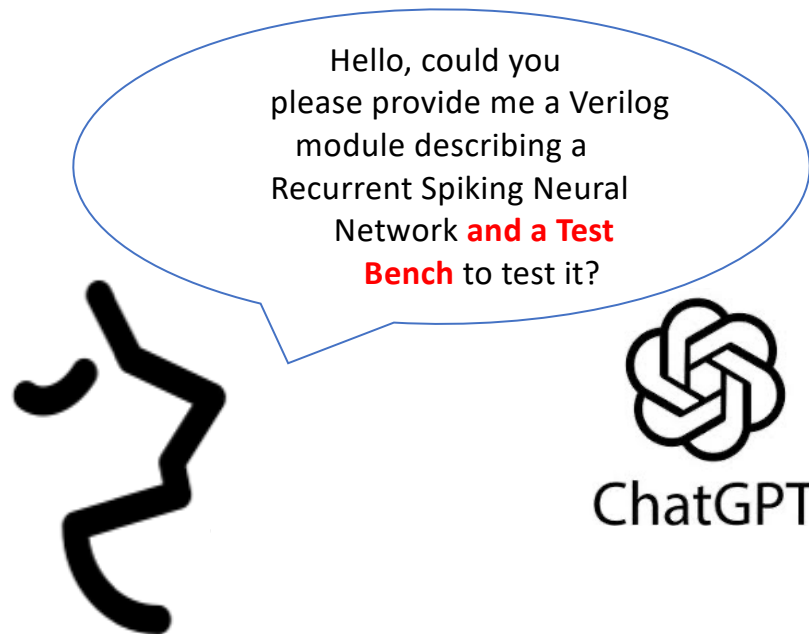 Hello, could you
please provide me a Verilog
module describing a
Recurrent Spiking Neural
Network and a Test
Bench to test it?
ChatGPT